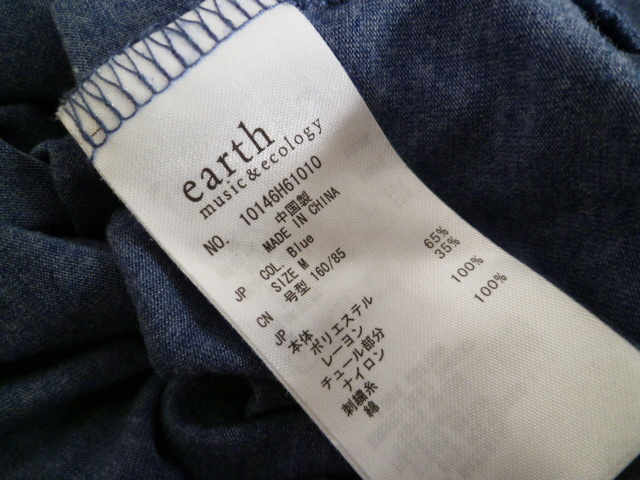 earth
music & ecology
NO. 10146H61010
中国製
MADE IN CHINA
JP COL. Blue
SIZE M
CN 号型 160/85
JP 本体
ポリエステル 65%
レーヨン 35%
チュール部分
ナイロン 100%
刺繍糸
綿 100%